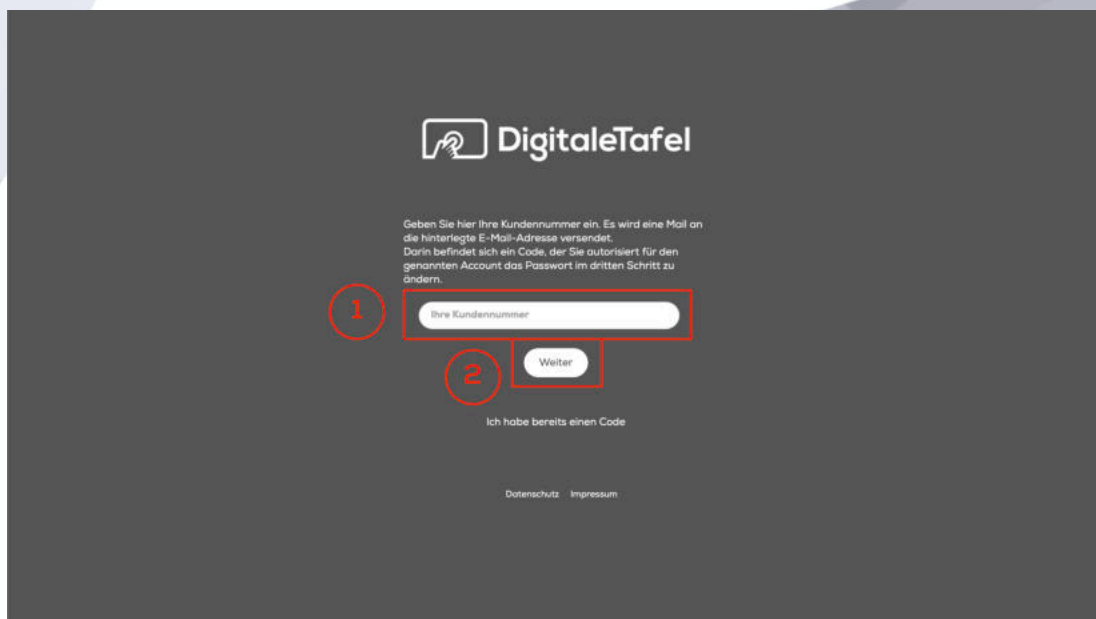 DigitaleTafel
Geben Sie hier Ihre Kundennummer ein. Es wird eine Mail an
die hinterlegte E-Mail-Adresse versendet.
Darin befindet sich ein Code, der Sie autorisiert für den
genannten Account das Passwort im dritten Schritt zu
ändern.
1
Ihre Kundennummer
2
Weiter
Ich habe bereits einen Code
Datenschutz Impressum